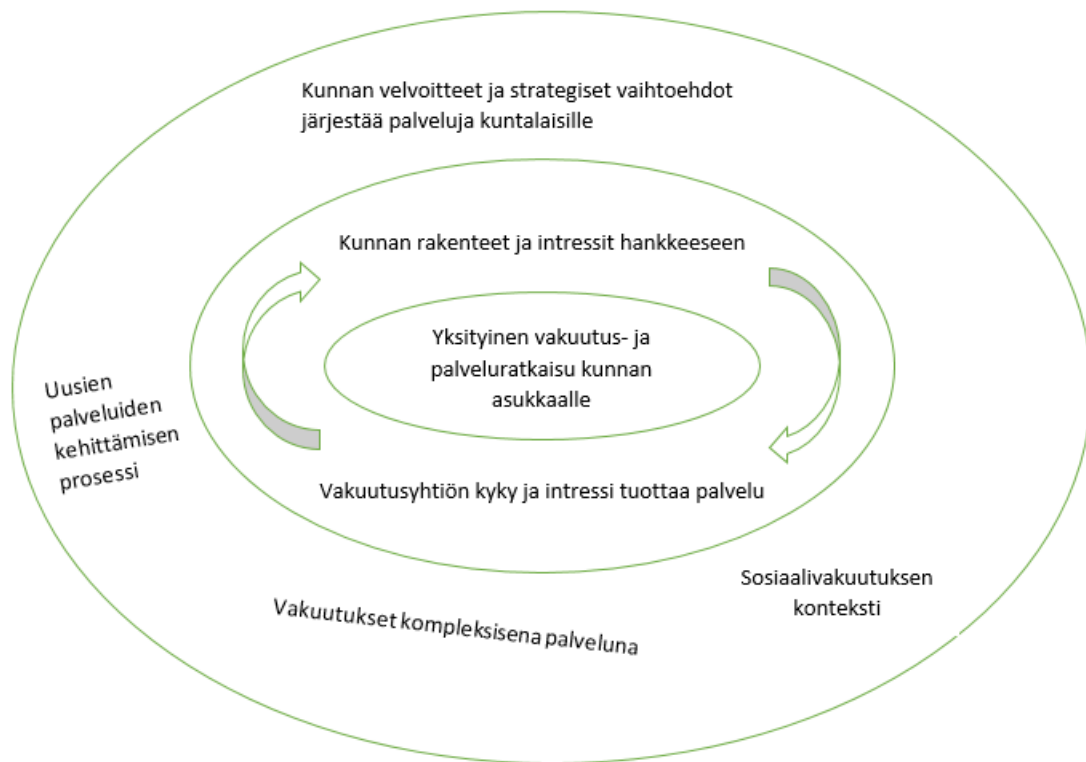 Kunnan velvoitteet ja strategiset vaihtoehdot
järjestää palveluja kuntalaisille
Kunnan rakenteet ja intressit hankkeeseen
Yksityinen vakuutus- ja
palveluratkaisu kunnan
asukkaalle
Uusien
palveluiden
kehittämisen
prosessi
Vakuutusyhtiön kyky ja intressi tuottaa palvelu
Sosiaalivakuutuksen
konteksti
Vakuutukset kompleksisena palveluna